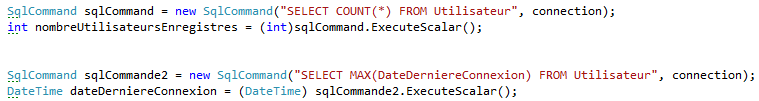 SqlCommand sqlCommand = new SqlCommand("SELECT COUNT(*) FROM Utilisateur", connection);
int nombreUtilisateursEnregistres = (int)sqlCommand.ExecuteScalar();
SqlCommand sqlCommande2 = new SqlCommand("SELECT MAX(DateDerniereConnexion) FROM Utilisateur", connection);
DateTime dateDerniereConnexion = (DateTime) sqlCommande2.ExecuteScalar();